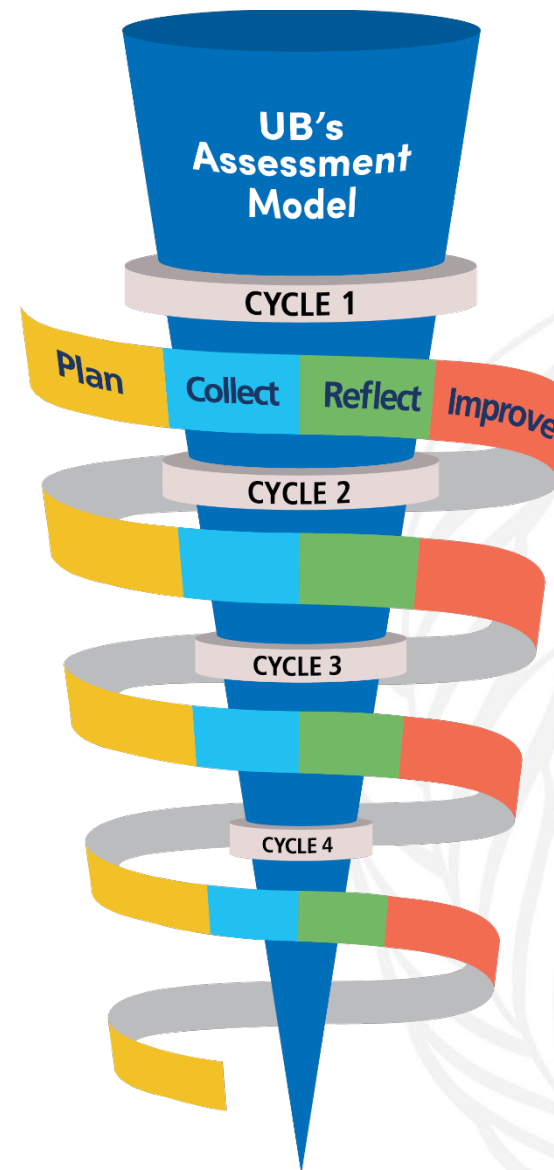 UB's
Assessment
Model
CYCLE 1
Plan Collect Reflect Improve
CYCLE 2
CYCLE 3
CYCLE 4